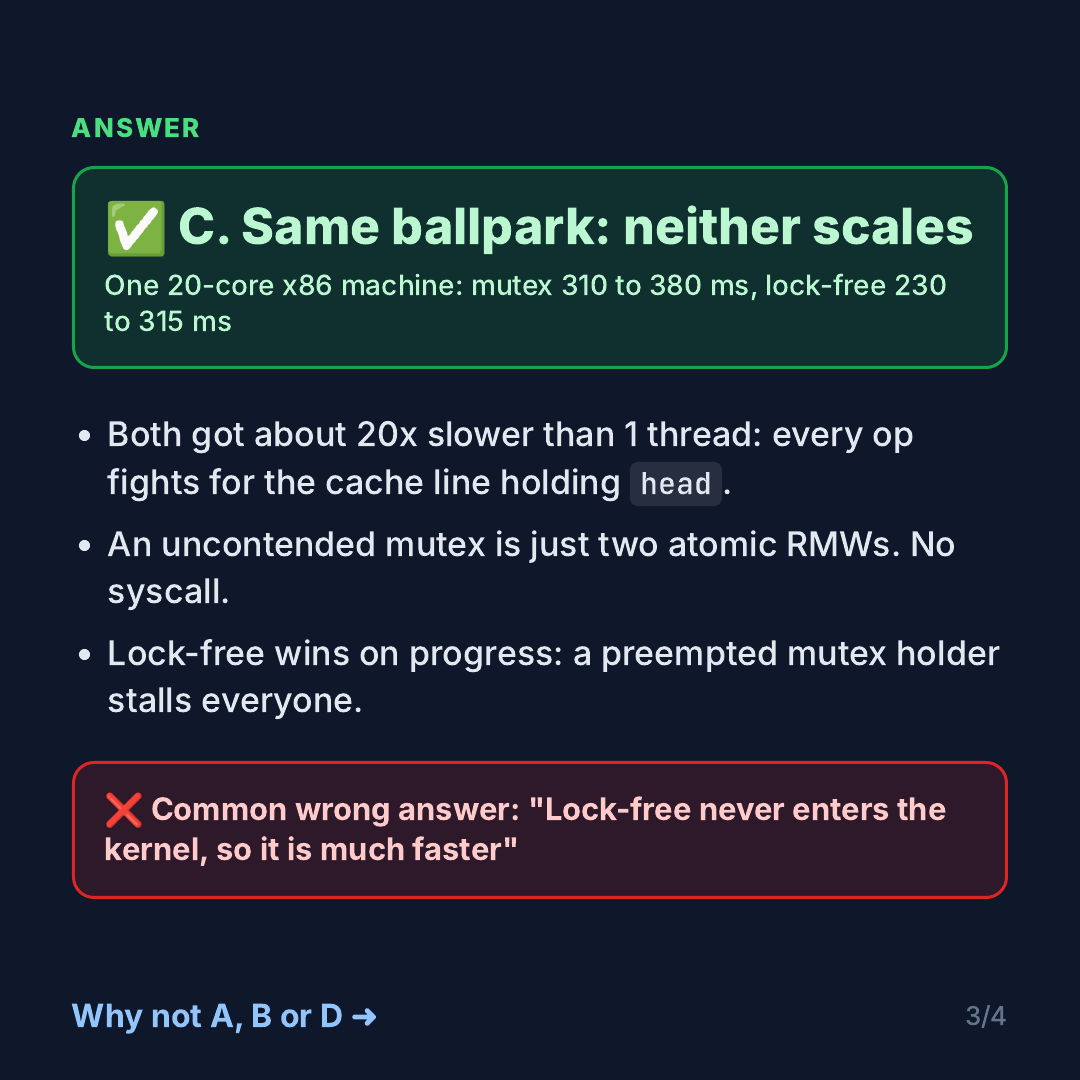 ANSWER
✅ C. Same ballpark: neither scales
One 20-core x86 machine: mutex 310 to 380 ms, lock-free 230
to 315 ms
• Both got about 20x slower than 1 thread: every op
fights for the cache line holding head.
• An uncontended mutex is just two atomic RMWs. No
syscall.
• Lock-free wins on progress: a preempted mutex holder
stalls everyone.
❌ Common wrong answer: "Lock-free never enters the
kernel, so it is much faster"
Why not A, B or D ➜
3/4